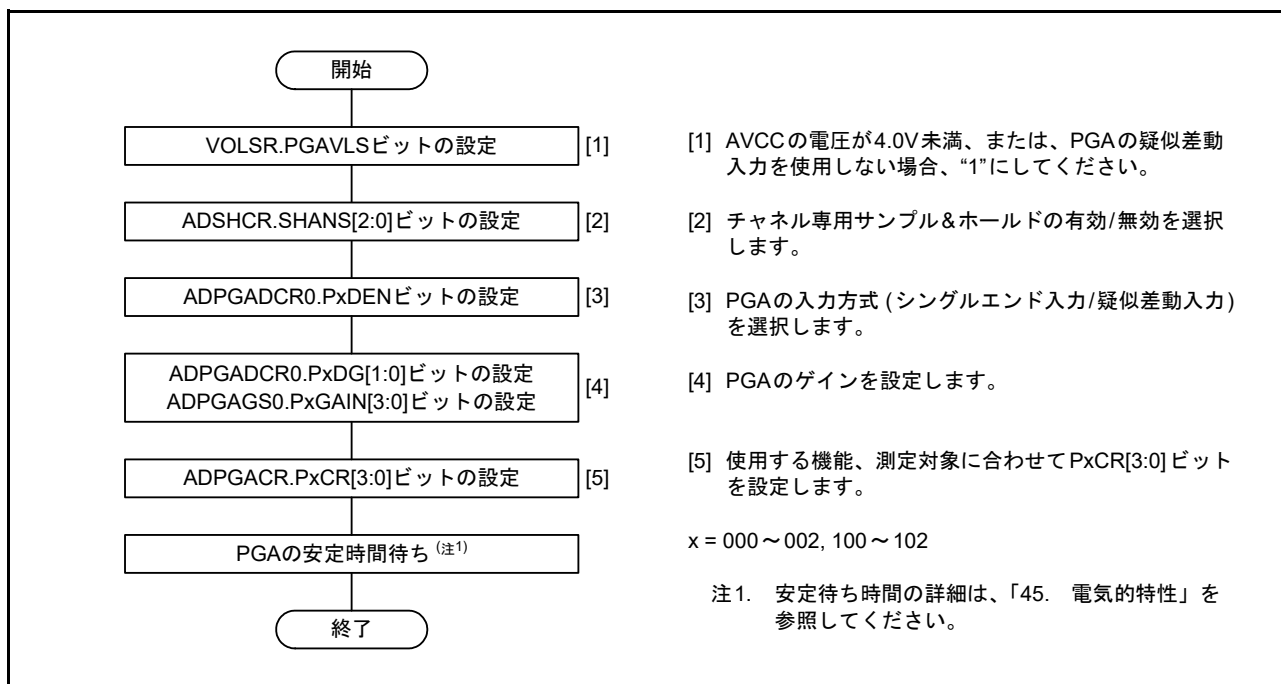 開始
VOLSR.PGAVLSビットの設定 [1]
ADSHCR.SHANS[2:0]ビットの設定 [2]
ADPGADCR0.PxDENビットの設定 [3]
ADPGADCR0.PxDG[1:0]ビットの設定
ADPGAGS0.PxGAIN[3:0]ビットの設定
[4]
ADPGACR.PxCR[3:0]ビットの設定 [5]
PGAの安定時間待ち (注1)
終了
[1] AVCCの電圧が4.0V未満、または、PGAの疑似差動
入力を使用しない場合、“1”にしてください。
[2] チャネル専用サンプル&ホールドの有効/無効を選択
します。
[3] PGAの入力方式 (シングルエンド入力/疑似差動入力)
を選択します。
[4] PGAのゲインを設定します。
[5] 使用する機能、測定対象に合わせてPxCR[3:0]ビット
を設定します。
x = 000～002, 100～102
注1. 安定待ち時間の詳細は、「45. 電気的特性」を
参照してください。